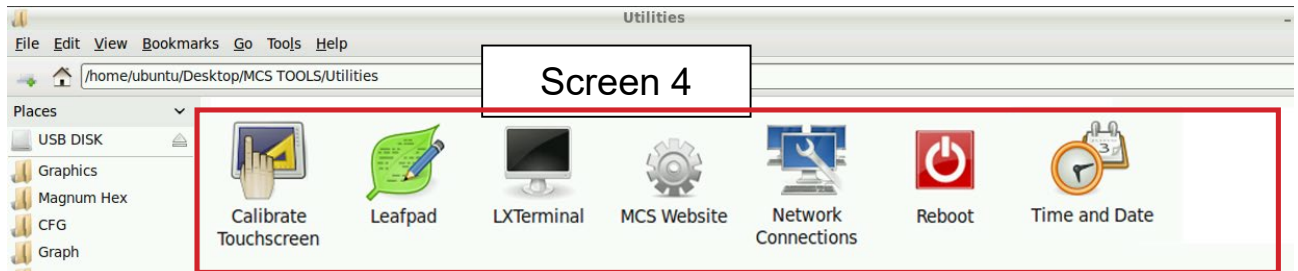 Utilities
File Edit View Bookmarks Go Tools Help
/home/ubuntu/Desktop/MCS TOOLS/Utilities
Screen 4
Places
USB DISK
Graphics
Magnum Hex
CFG
Graph
Calibrate
Touchscreen
Leafpad
LXTerminal
MCS Website
Network
Connections
Reboot
3
Time and Date